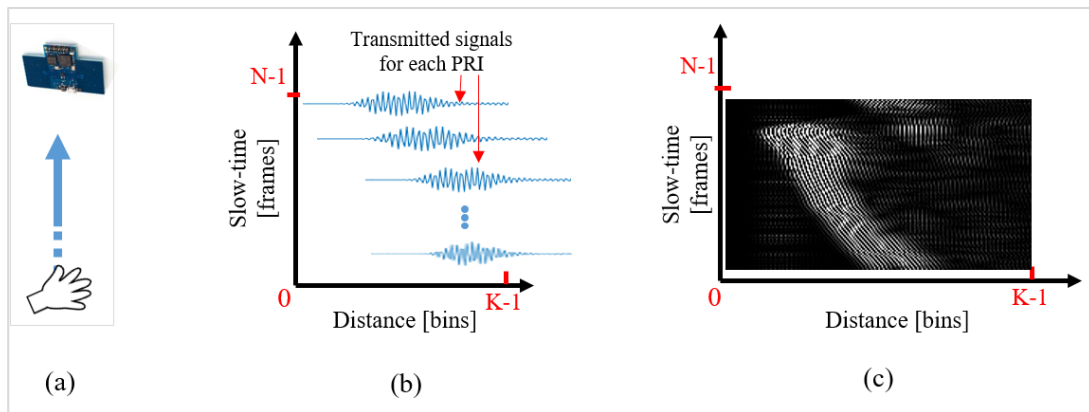 Transmitted signals
for each PRI
N-1
Slow-time
[frames]
0
K-1
Distance [bins]
N-1
Slow-time
[frames]
0
K-1
Distance [bins]
(a)
(b)
(c)